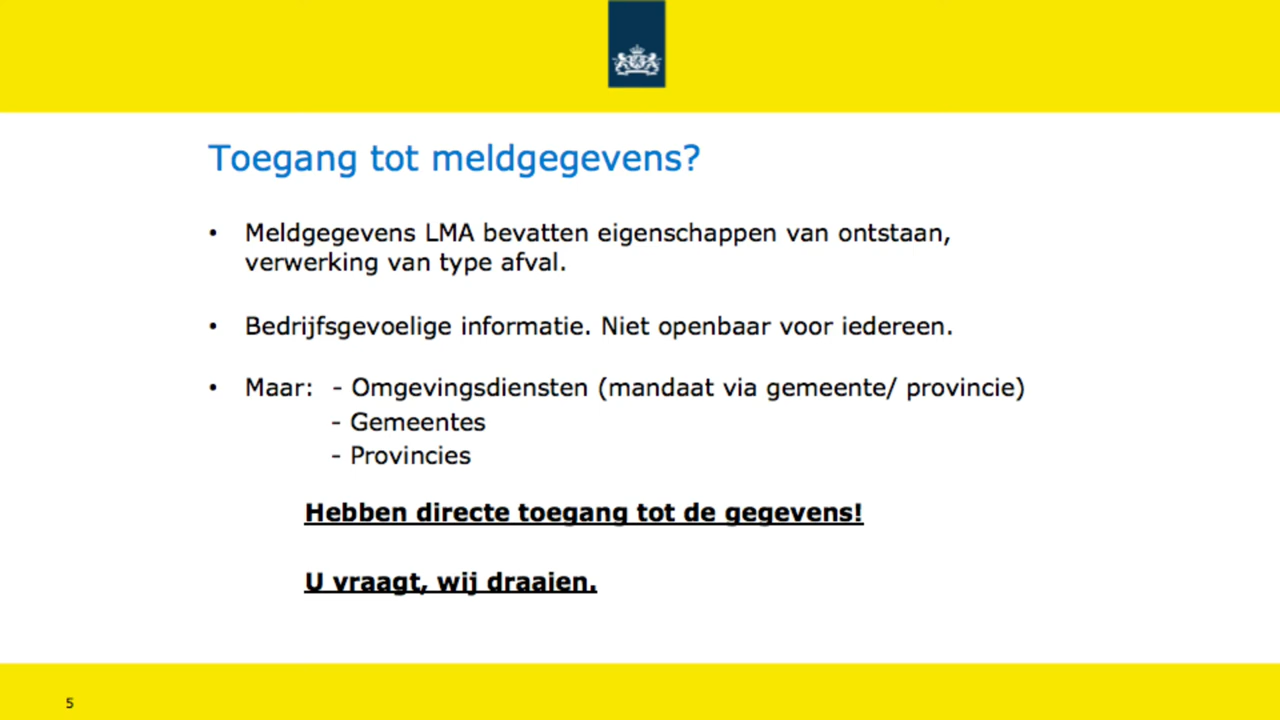 Toegang tot meldgegevens?
• Meldgegevens LMA bevatten eigenschappen van ontstaan,
verwerking van type afval.
• Bedrijfsgevoelige informatie. Niet openbaar voor iedereen.
• Maar: - Omgevingsdiensten (mandaat via gemeente/ provincie)
- Gemeentes
- Provincies
Hebben directe toegang tot de gegevens!
U vraagt, wij draaien.
5